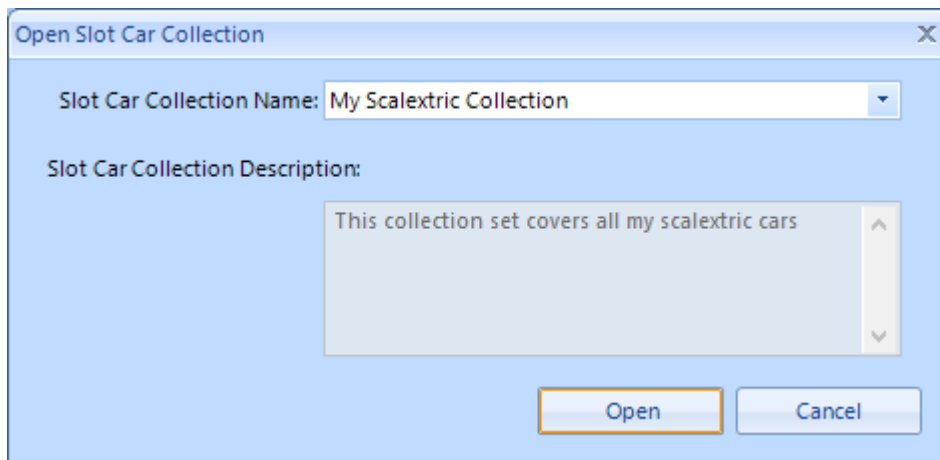 Open Slot Car Collection
Slot Car Collection Name: My Scalextric Collection
Slot Car Collection Description:
This collection set covers all my scalextric cars
Open Cancel